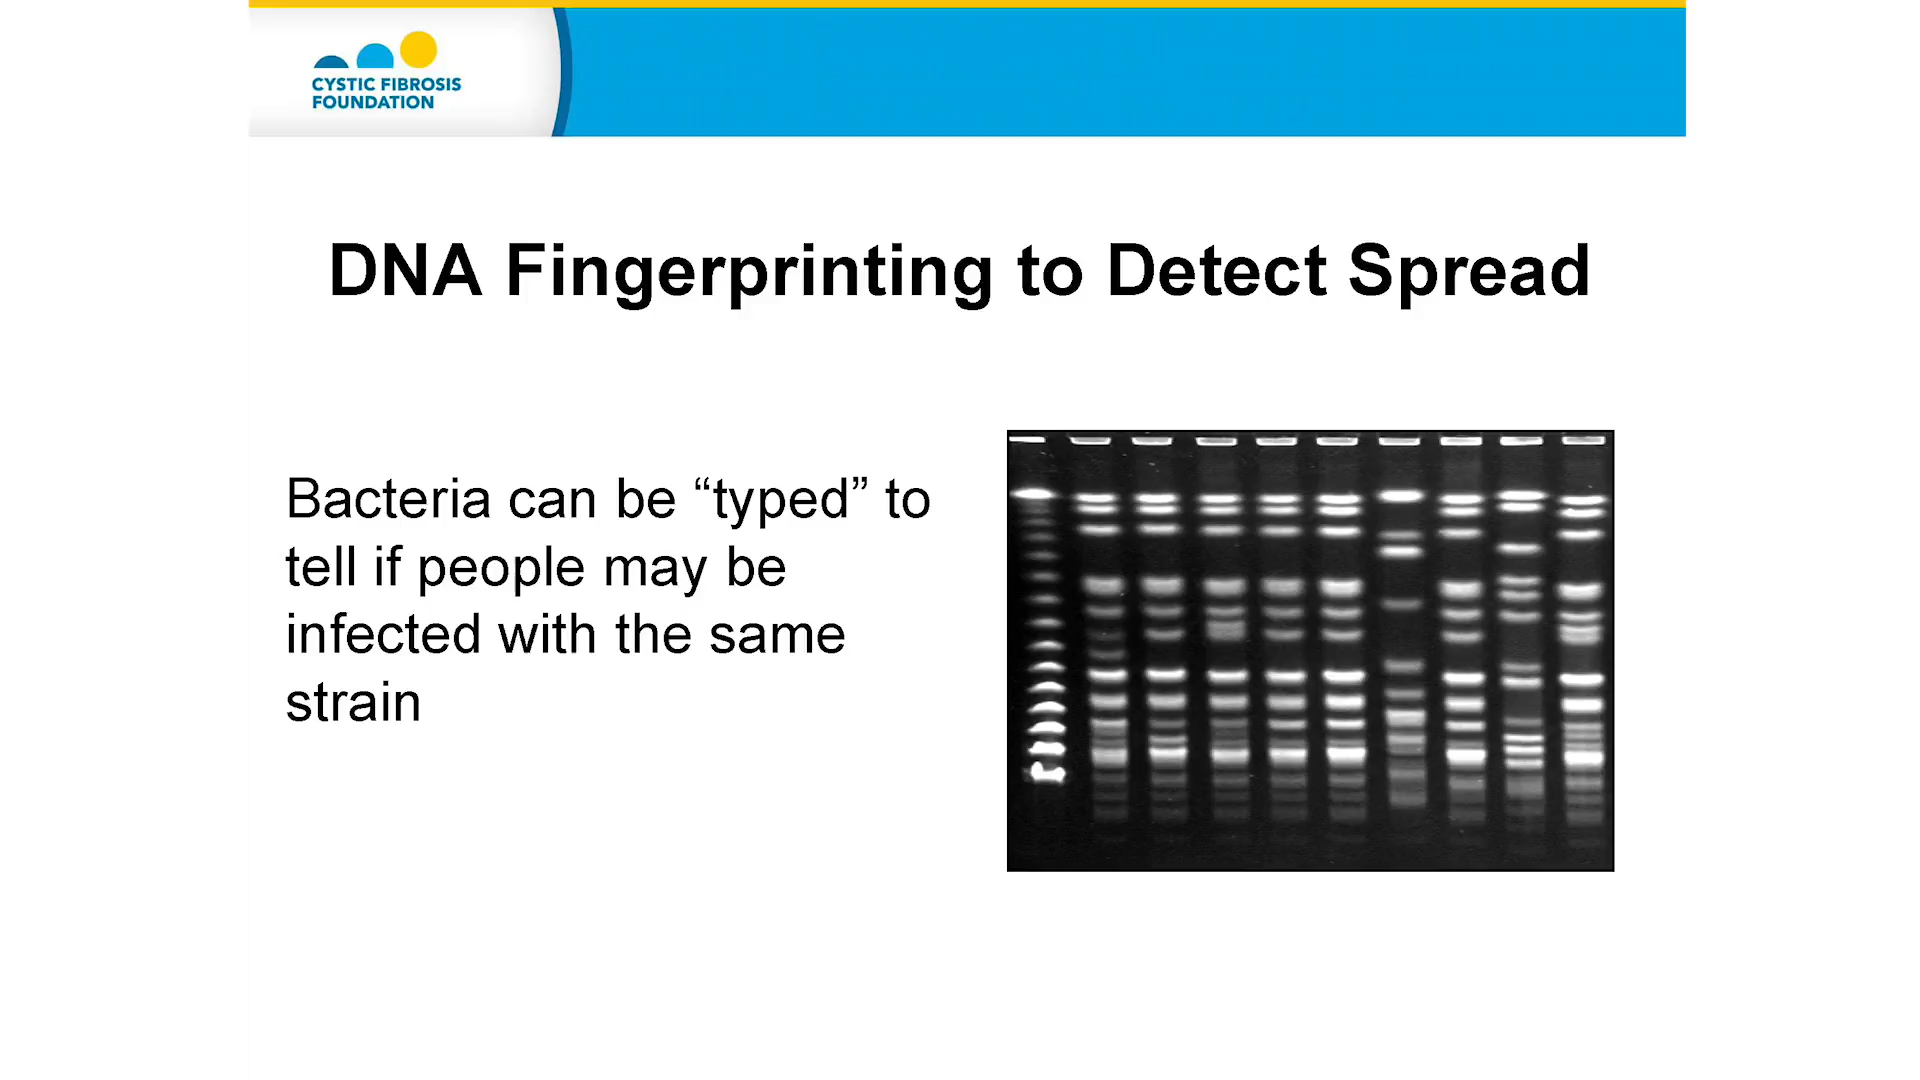 CYSTIC FIBROSIS
FOUNDATION
DNA Fingerprinting to Detect Spread
Bacteria can be “typed” to
tell if people may be
infected with the same
strain